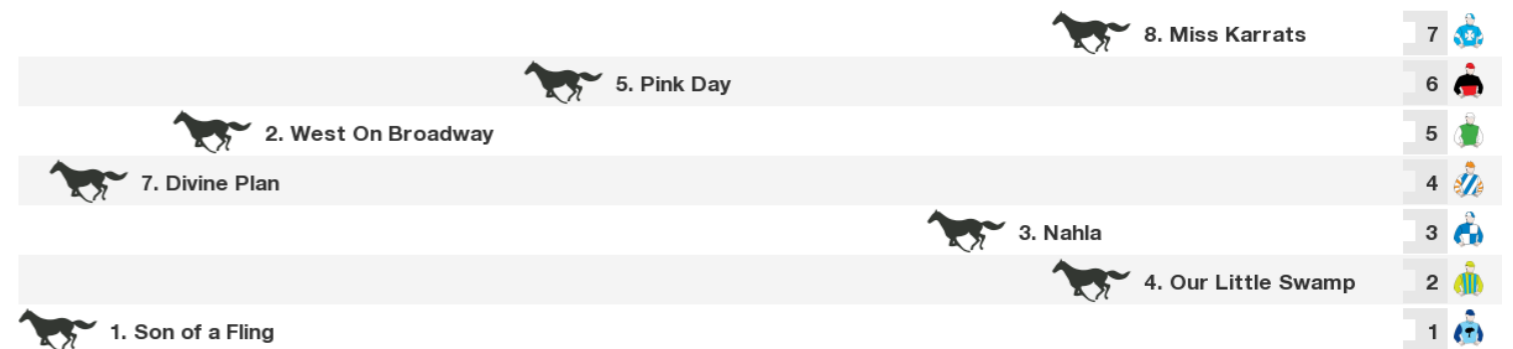 8. Miss Karrats 7
5. Pink Day 6
2. West On Broadway 5
7. Divine Plan 4
3. Nahla 3
4. Our Little Swamp 2
1. Son of a Fling 1